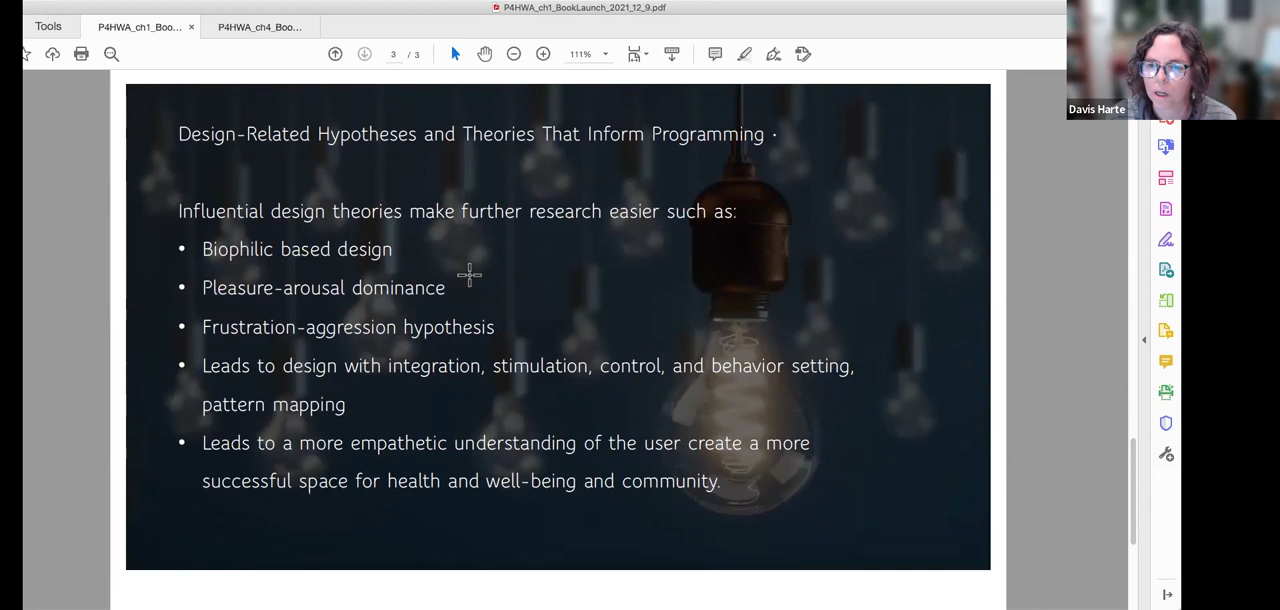 P4HWA_ch1_BookLaunch_2021_12_9.pdf
Tools
P4HWA_ch1_Boo... ×
P4HWA_ch4_Boo...
3 / 3
111%
Davis Harte
Design-Related Hypotheses and Theories That Inform Programming ·
Influential design theories make further research easier such as:
• Biophilic based design
• Pleasure-arousal dominance
• Frustration-aggression hypothesis
• Leads to design with integration, stimulation, control, and behavior setting,
pattern mapping
• Leads to a more empathetic understanding of the user create a more
successful space for health and well-being and community.